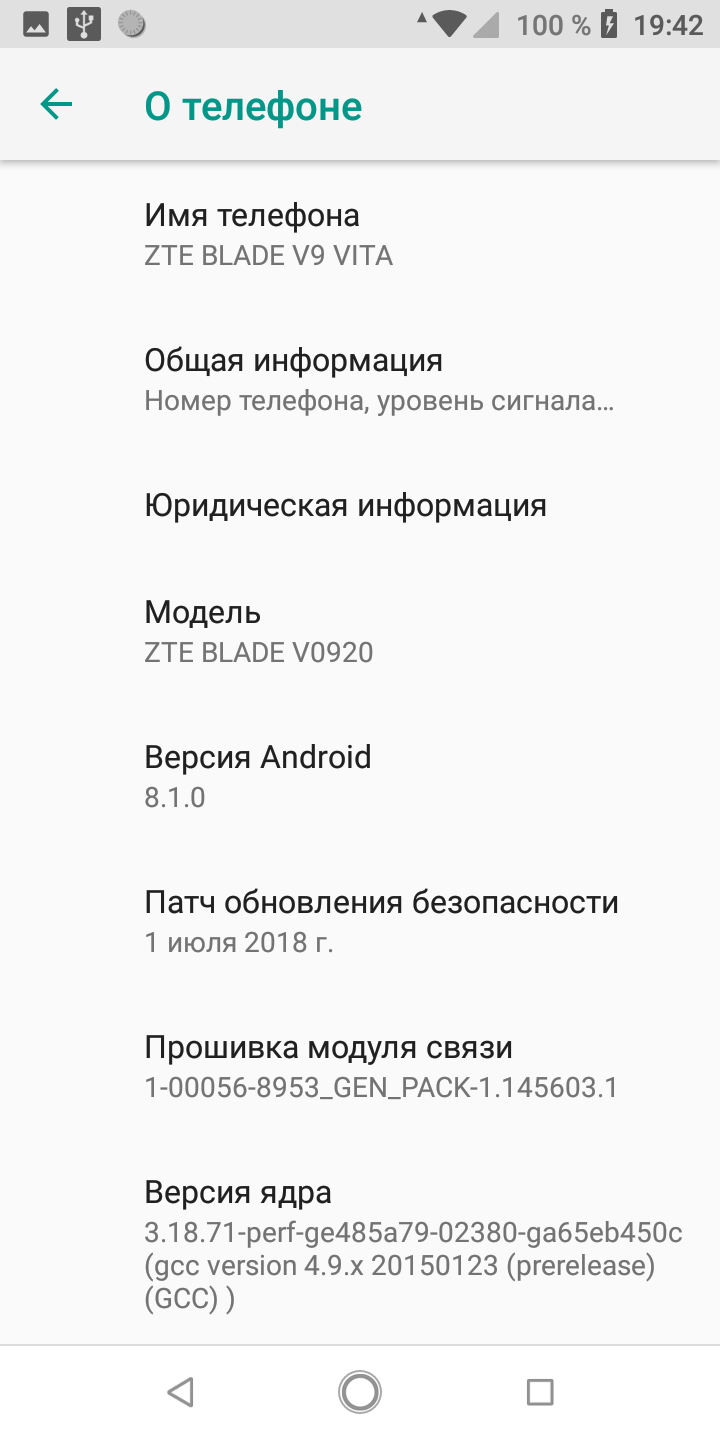 100 % 19:42
О телефоне
Имя телефона
ZTE BLADE V9 VITA
Общая информация
Номер телефона, уровень сигнала…
Юридическая информация
Модель
ZTE BLADE V0920
Версия Android
8.1.0
Патч обновления безопасности
1 июля 2018 г.
Прошивка модуля связи
1-00056-8953_GEN_PACK-1.145603.1
Версия ядра
3.18.71-perf-ge485a79-02380-ga65eb450c
(gcc version 4.9.x 20150123 (prerelease)
(GCC) )